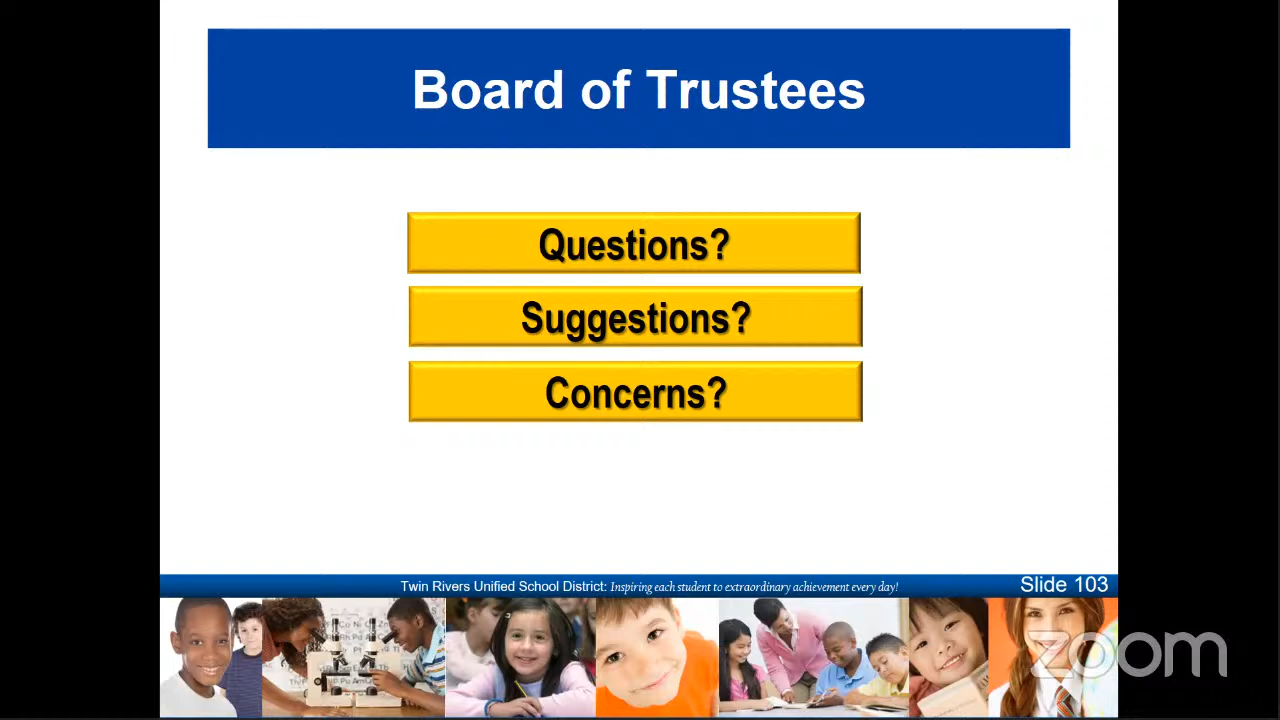 Board of Trustees
Questions?
Suggestions?
Concerns?
Twin Rivers Unified School District: Inspiring each student to extraordinary achievement every day!
Slide 103
zoom